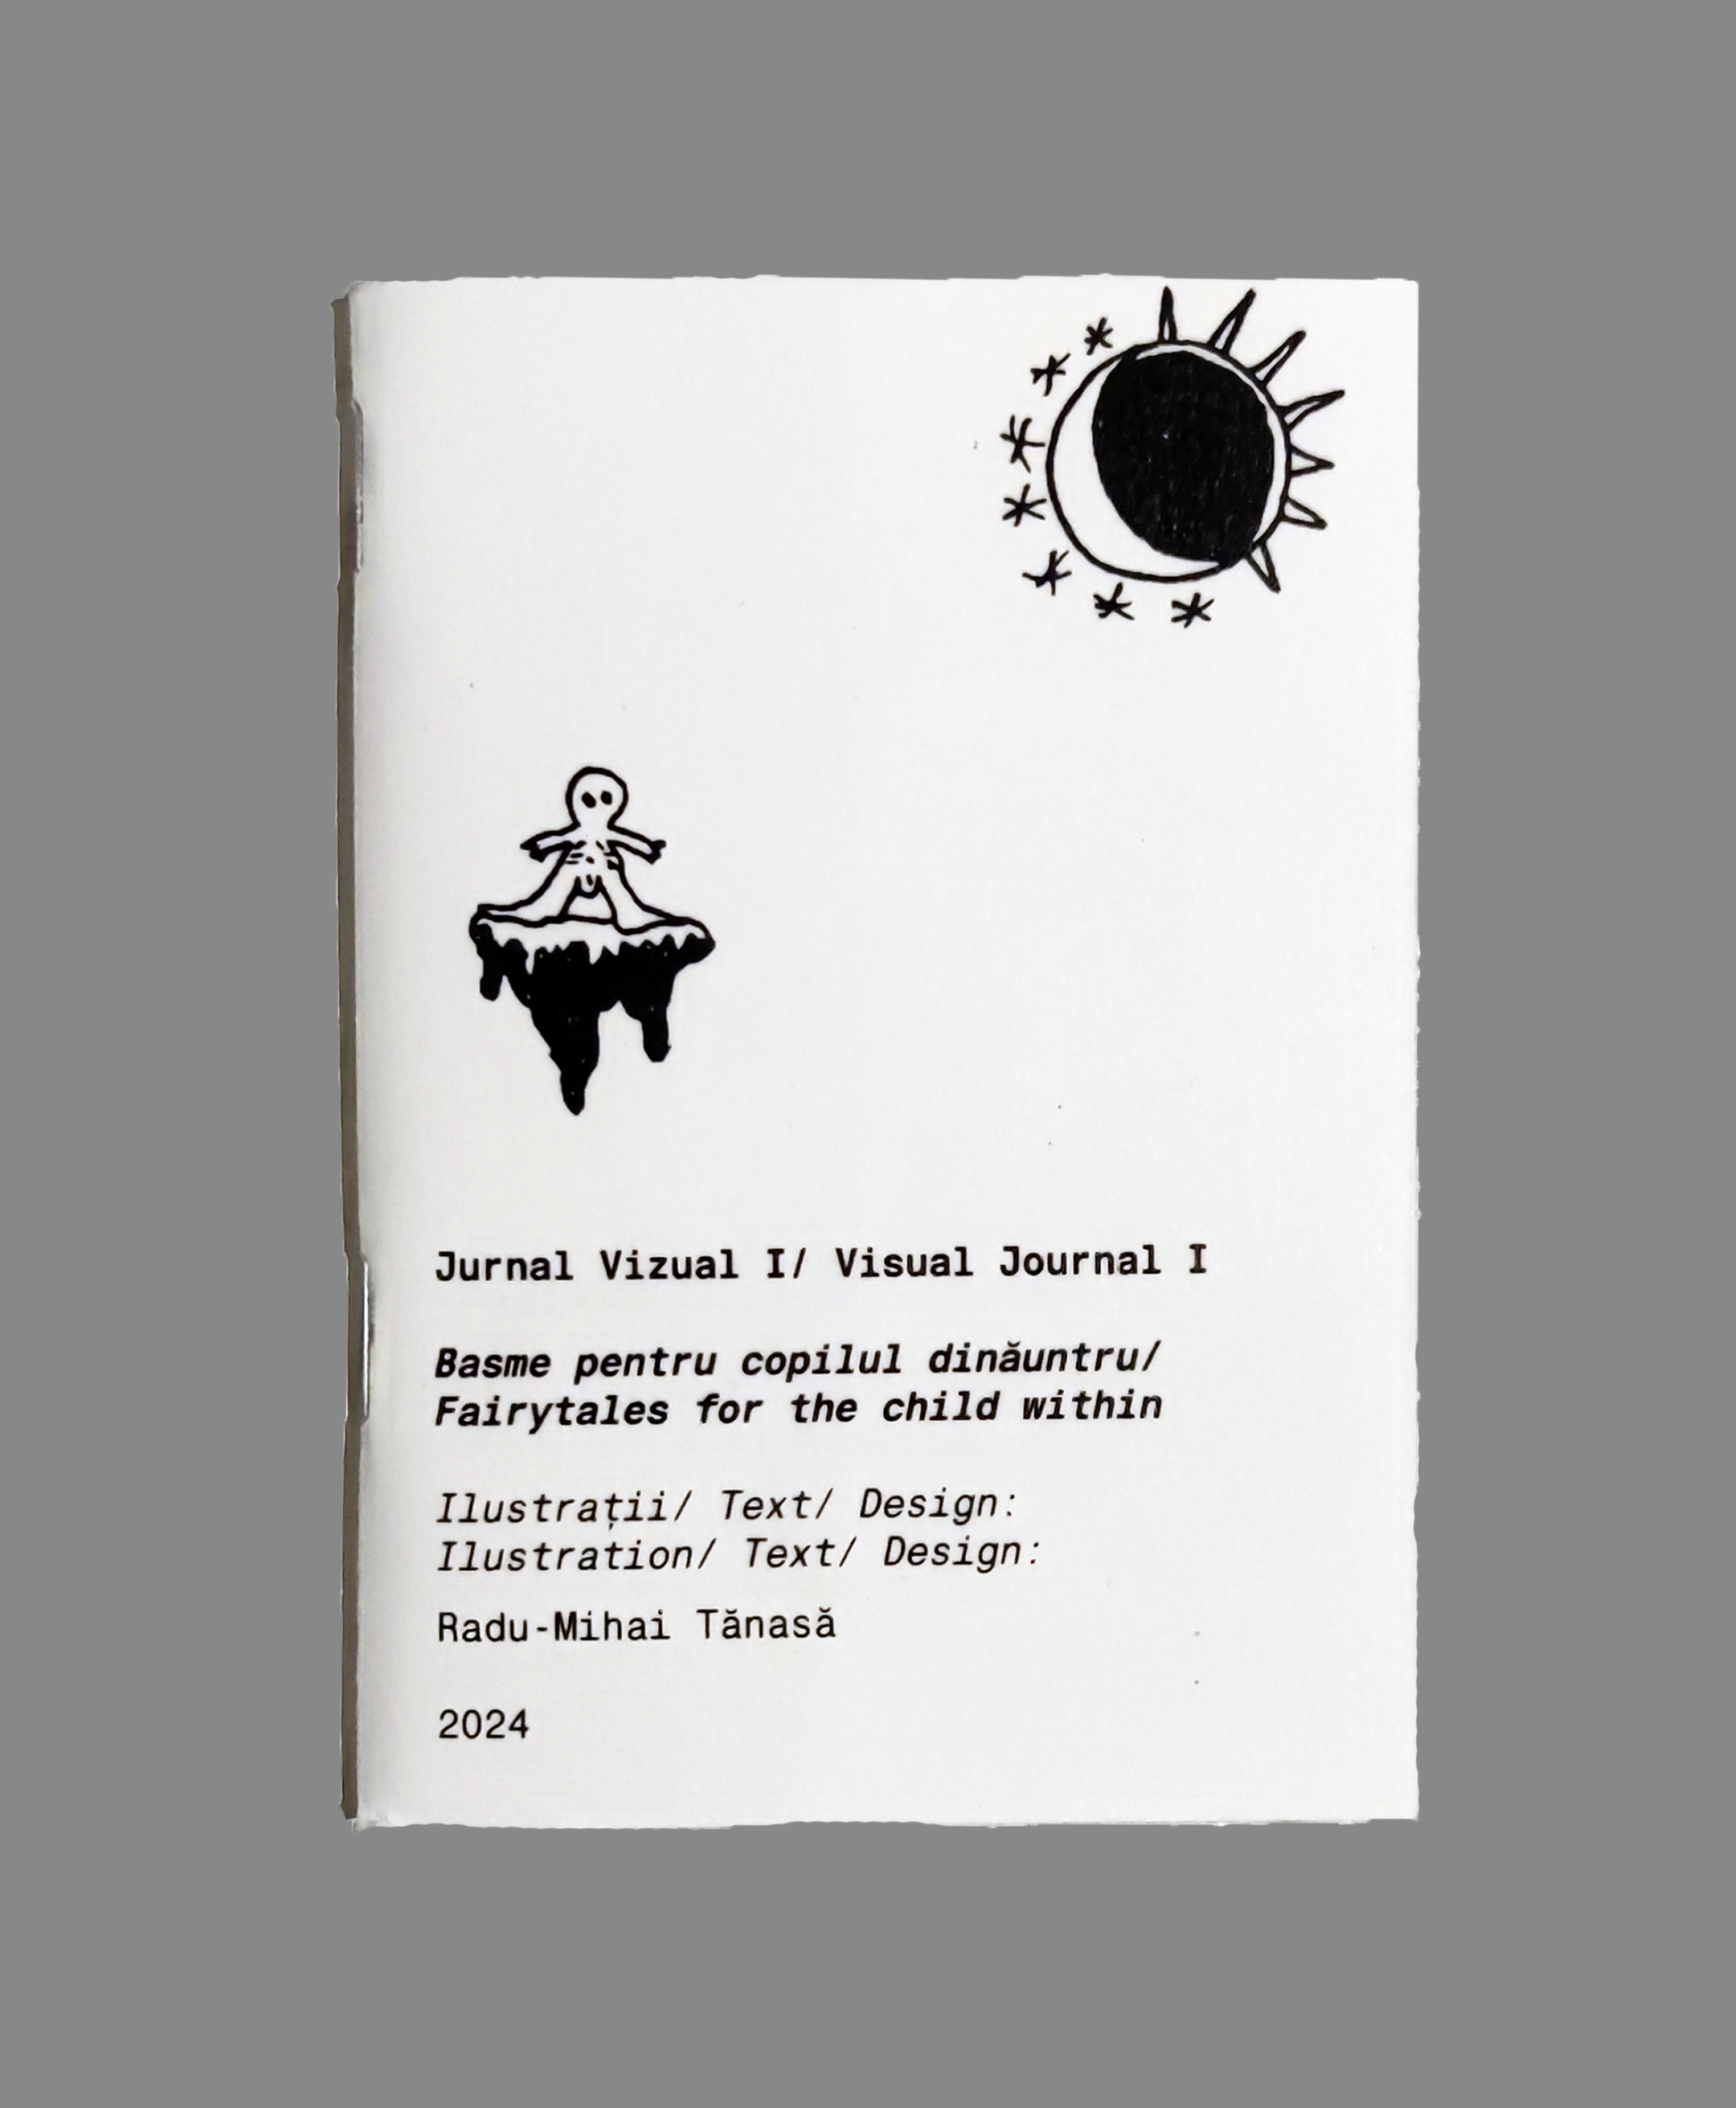 Jurnal Vizual I/ Visual Journal I
Basme pentru copilul dinăuntru/
Fairytales for the child within
Ilustrații/ Text/ Design:
Ilustration/ Text/ Design:
Radu-Mihai Tănasă
2024